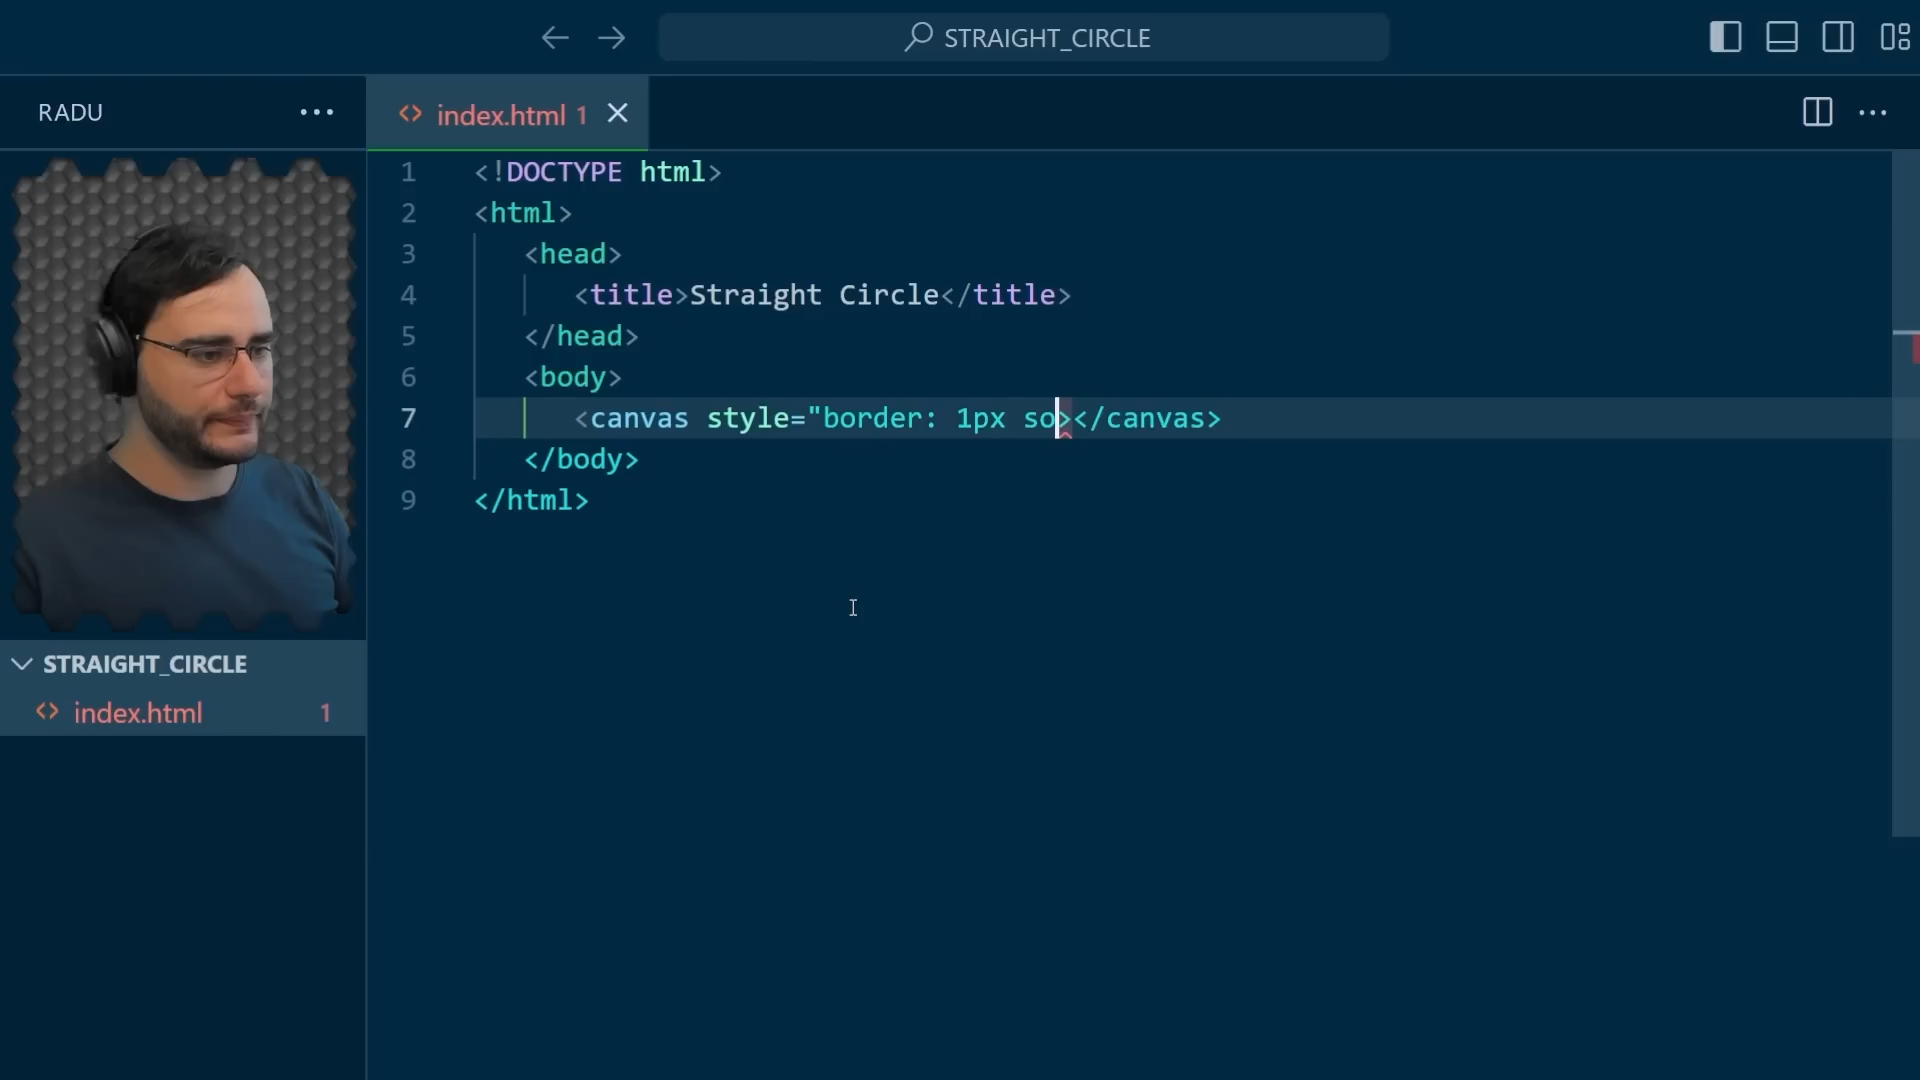 STRAIGHT_CIRCLE
RADU
index.html 1
1 <!DOCTYPE html>
2 <html>
3 <head>
4 <title>Straight Circle</title>
5 </head>
6 <body>
7 <canvas style="border: 1px so></canvas>
8 </body>
9 </html>
STRAIGHT_CIRCLE
index.html 1